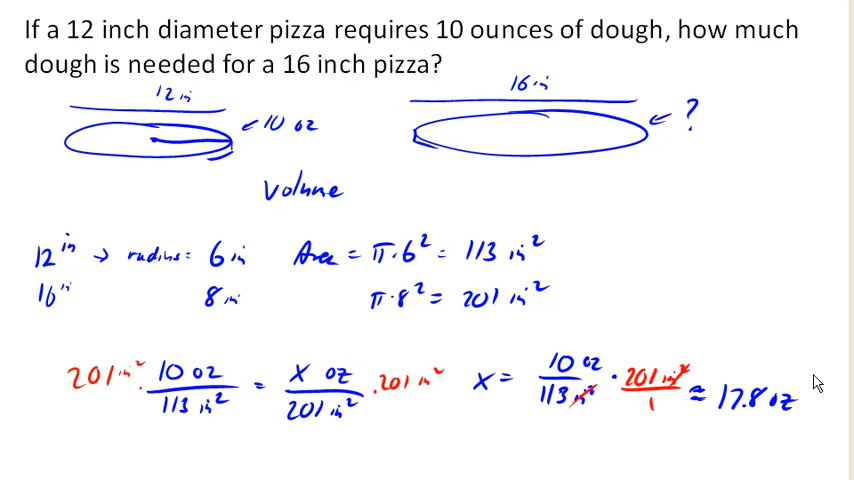 If a 12 inch diameter pizza requires 10 ounces of dough, how much
dough is needed for a 16 inch pizza?
12 in 16 in
10 oz ?
Volume
12 in → radius = 6 in Area = π·6² = 113 in²
16 in 8 in π·8² = 201 in²
201 in² · 10 oz / 113 in² = x oz / 201 in² · 201 in² x = 10 oz / 113 in² · 201 in² / 1 ≈ 17.8 oz